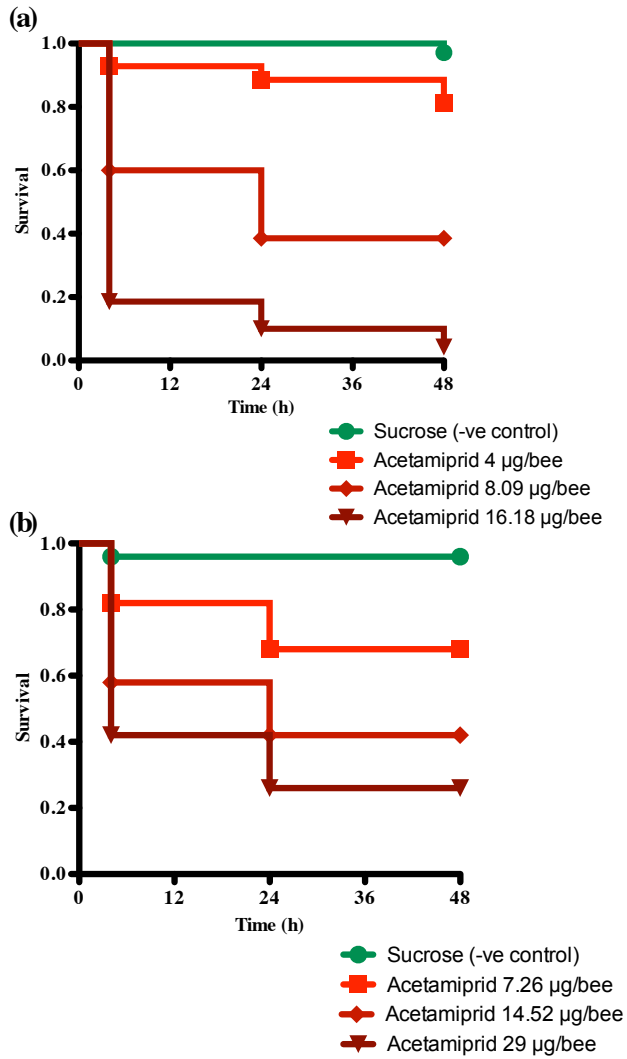 (a)
1.0
0.8
0.6
0.4
0.2
0.0
Survival
0 12 24 36 48
Time (h)
Sucrose (-ve control)
Acetamiprid 4 µg/bee
Acetamiprid 8.09 µg/bee
Acetamiprid 16.18 µg/bee
(b)
1.0
0.8
0.6
0.4
0.2
0.0
Survival
0 12 24 36 48
Time (h)
Sucrose (-ve control)
Acetamiprid 7.26 µg/bee
Acetamiprid 14.52 µg/bee
Acetamiprid 29 µg/bee